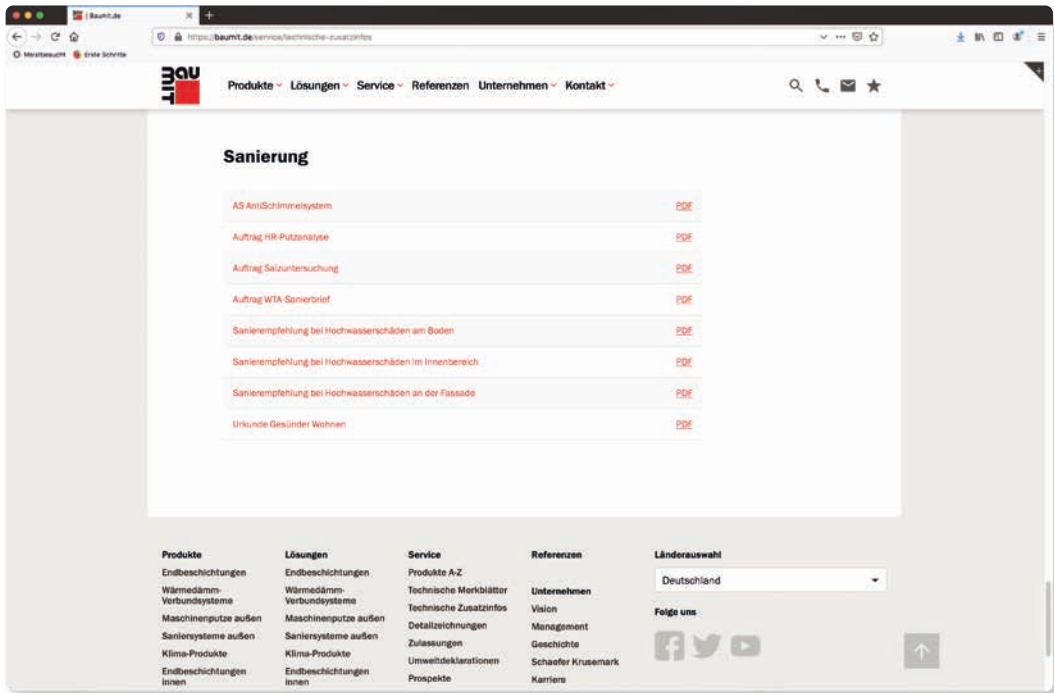 | Baumit.de
https://baumit.de/service/technische-zusatzinfos
Meistbesucht Erste Schritte
BAUMIT
Produkte Lösungen Service Referenzen Unternehmen Kontakt
Sanierung
AS AntiSchimmelsystem PDF
Auftrag HR-Putzanalyse PDF
Auftrag Salzuntersuchung PDF
Auftrag WTA-Sanierbrief PDF
Sanierempfehlung bei Hochwasserschäden am Boden PDF
Sanierempfehlung bei Hochwasserschäden im Innenbereich PDF
Sanierempfehlung bei Hochwasserschäden an der Fassade PDF
Urkunde Gesünder Wohnen PDF
Produkte
Endbeschichtungen
Wärmedämm-
Verbundsysteme
Maschinenputze außen
Saniersysteme außen
Klima-Produkte
Endbeschichtungen
innen
Lösungen
Endbeschichtungen
Wärmedämm-
Verbundsysteme
Maschinenputze außen
Saniersysteme außen
Klima-Produkte
Endbeschichtungen
innen
Service
Produkte A-Z
Technische Merkblätter
Technische Zusatzinfos
Detailzeichnungen
Zulassungen
Umweltdeklarationen
Prospekte
Referenzen
Unternehmen
Vision
Management
Geschichte
Schaefer Krusemark
Karriere
Länderauswahl
Deutschland
Folge uns